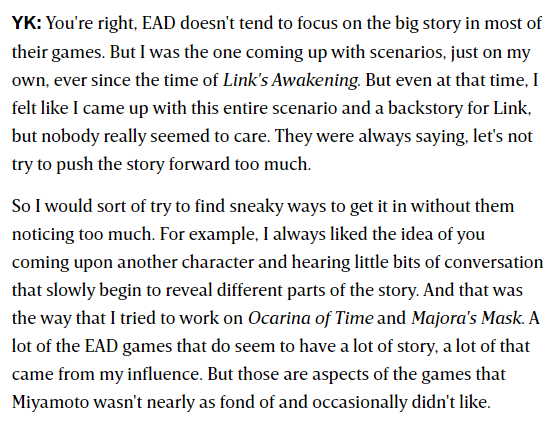 YK: You're right, EAD doesn't tend to focus on the big story in most of
their games. But I was the one coming up with scenarios, just on my
own, ever since the time of Link's Awakening. But even at that time, I
felt like I came up with this entire scenario and a backstory for Link,
but nobody really seemed to care. They were always saying, let's not
try to push the story forward too much.
So I would sort of try to find sneaky ways to get it in without them
noticing too much. For example, I always liked the idea of you
coming upon another character and hearing little bits of conversation
that slowly begin to reveal different parts of the story. And that was
the way that I tried to work on Ocarina of Time and Majora's Mask. A
lot of the EAD games that do seem to have a lot of story, a lot of that
came from my influence. But those are aspects of the games that
Miyamoto wasn't nearly as fond of and occasionally didn't like.